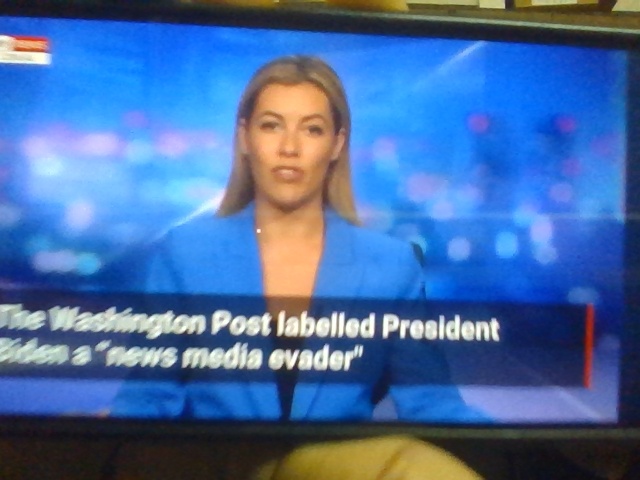 The Washington Post labelled President
Biden a "news media evader"